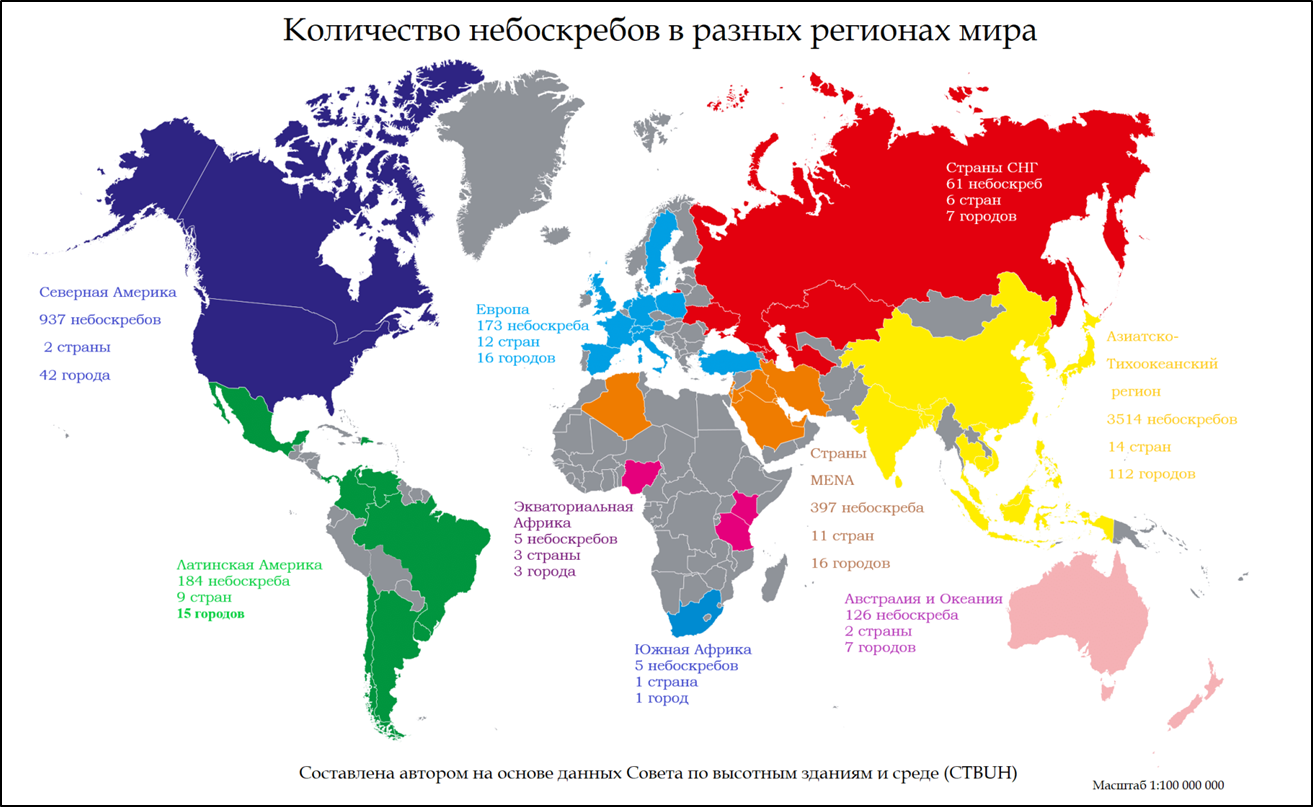 Количество небоскребов в разных регионах мира
Страны СНГ
61 небоскреб
6 стран
7 городов
Северная Америка
937 небоскребов
2 страны
42 города
Европа
173 небоскреба
12 стран
16 городов
Азиатско-
Тихоокеанский
регион
3514 небоскребов
14 стран
112 городов
Страны
MENA
397 небоскреба
11 стран
16 городов
Экваториальная
Африка
5 небоскребов
3 страны
3 города
Латинская Америка
184 небоскреба
9 стран
15 городов
Австралия и Океания
126 небоскреба
2 страны
7 городов
Южная Африка
5 небоскребов
1 страна
1 город
Составлена автором на основе данных Совета по высотным зданиям и среде (CTBUH)
Масштаб 1:100 000 000